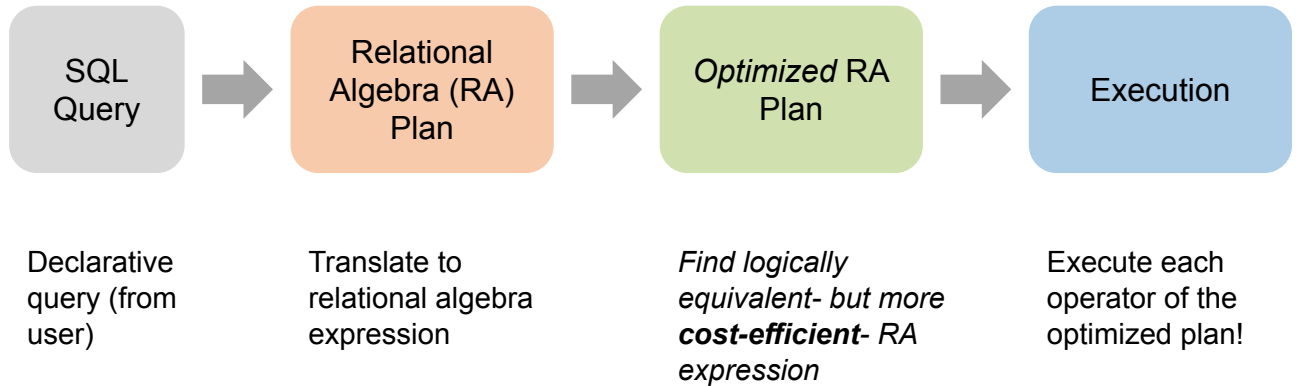 SQL
Query
Relational
Algebra (RA)
Plan
Optimized RA
Plan
Execution
Declarative
query (from
user)
Translate to
relational algebra
expression
Find logically
equivalent- but more
cost-efficient- RA
expression
Execute each
operator of the
optimized plan!